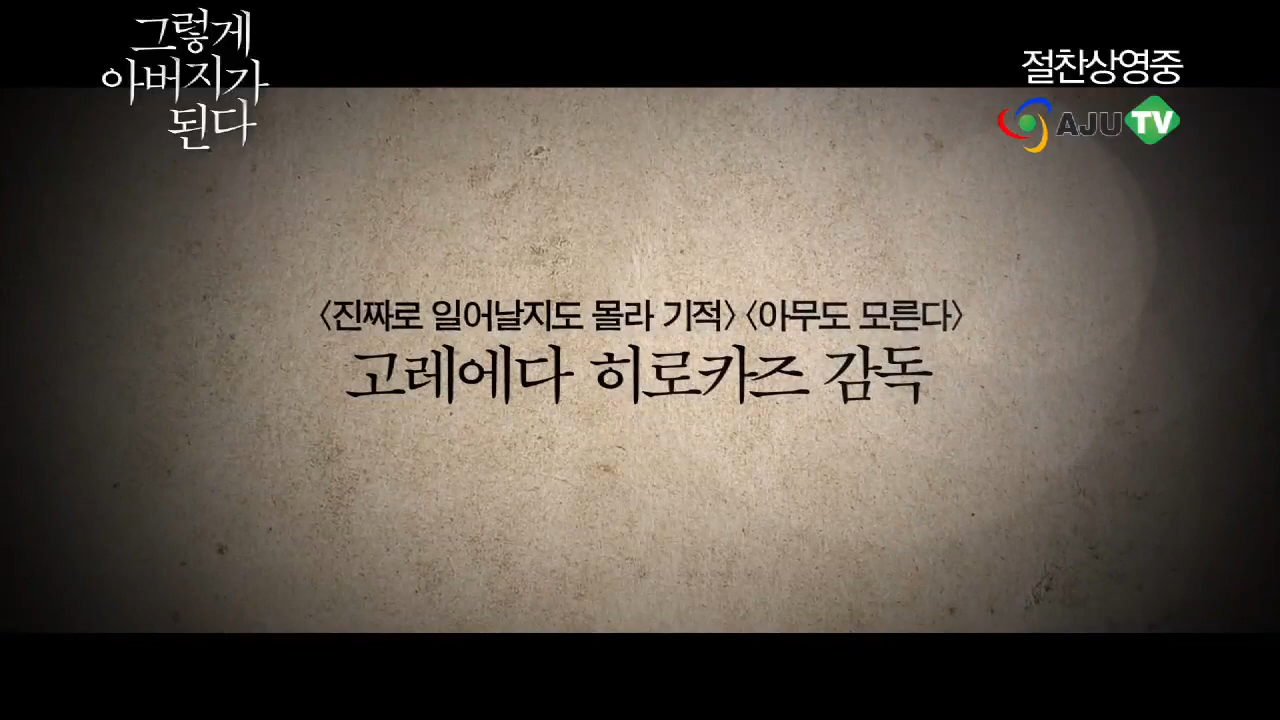 그렇게
아버지가
된다
절찬상영중
AJU TV
<진짜로 일어날지도 몰라 기적> <아무도 모른다>
고레에다 히로카즈 감독